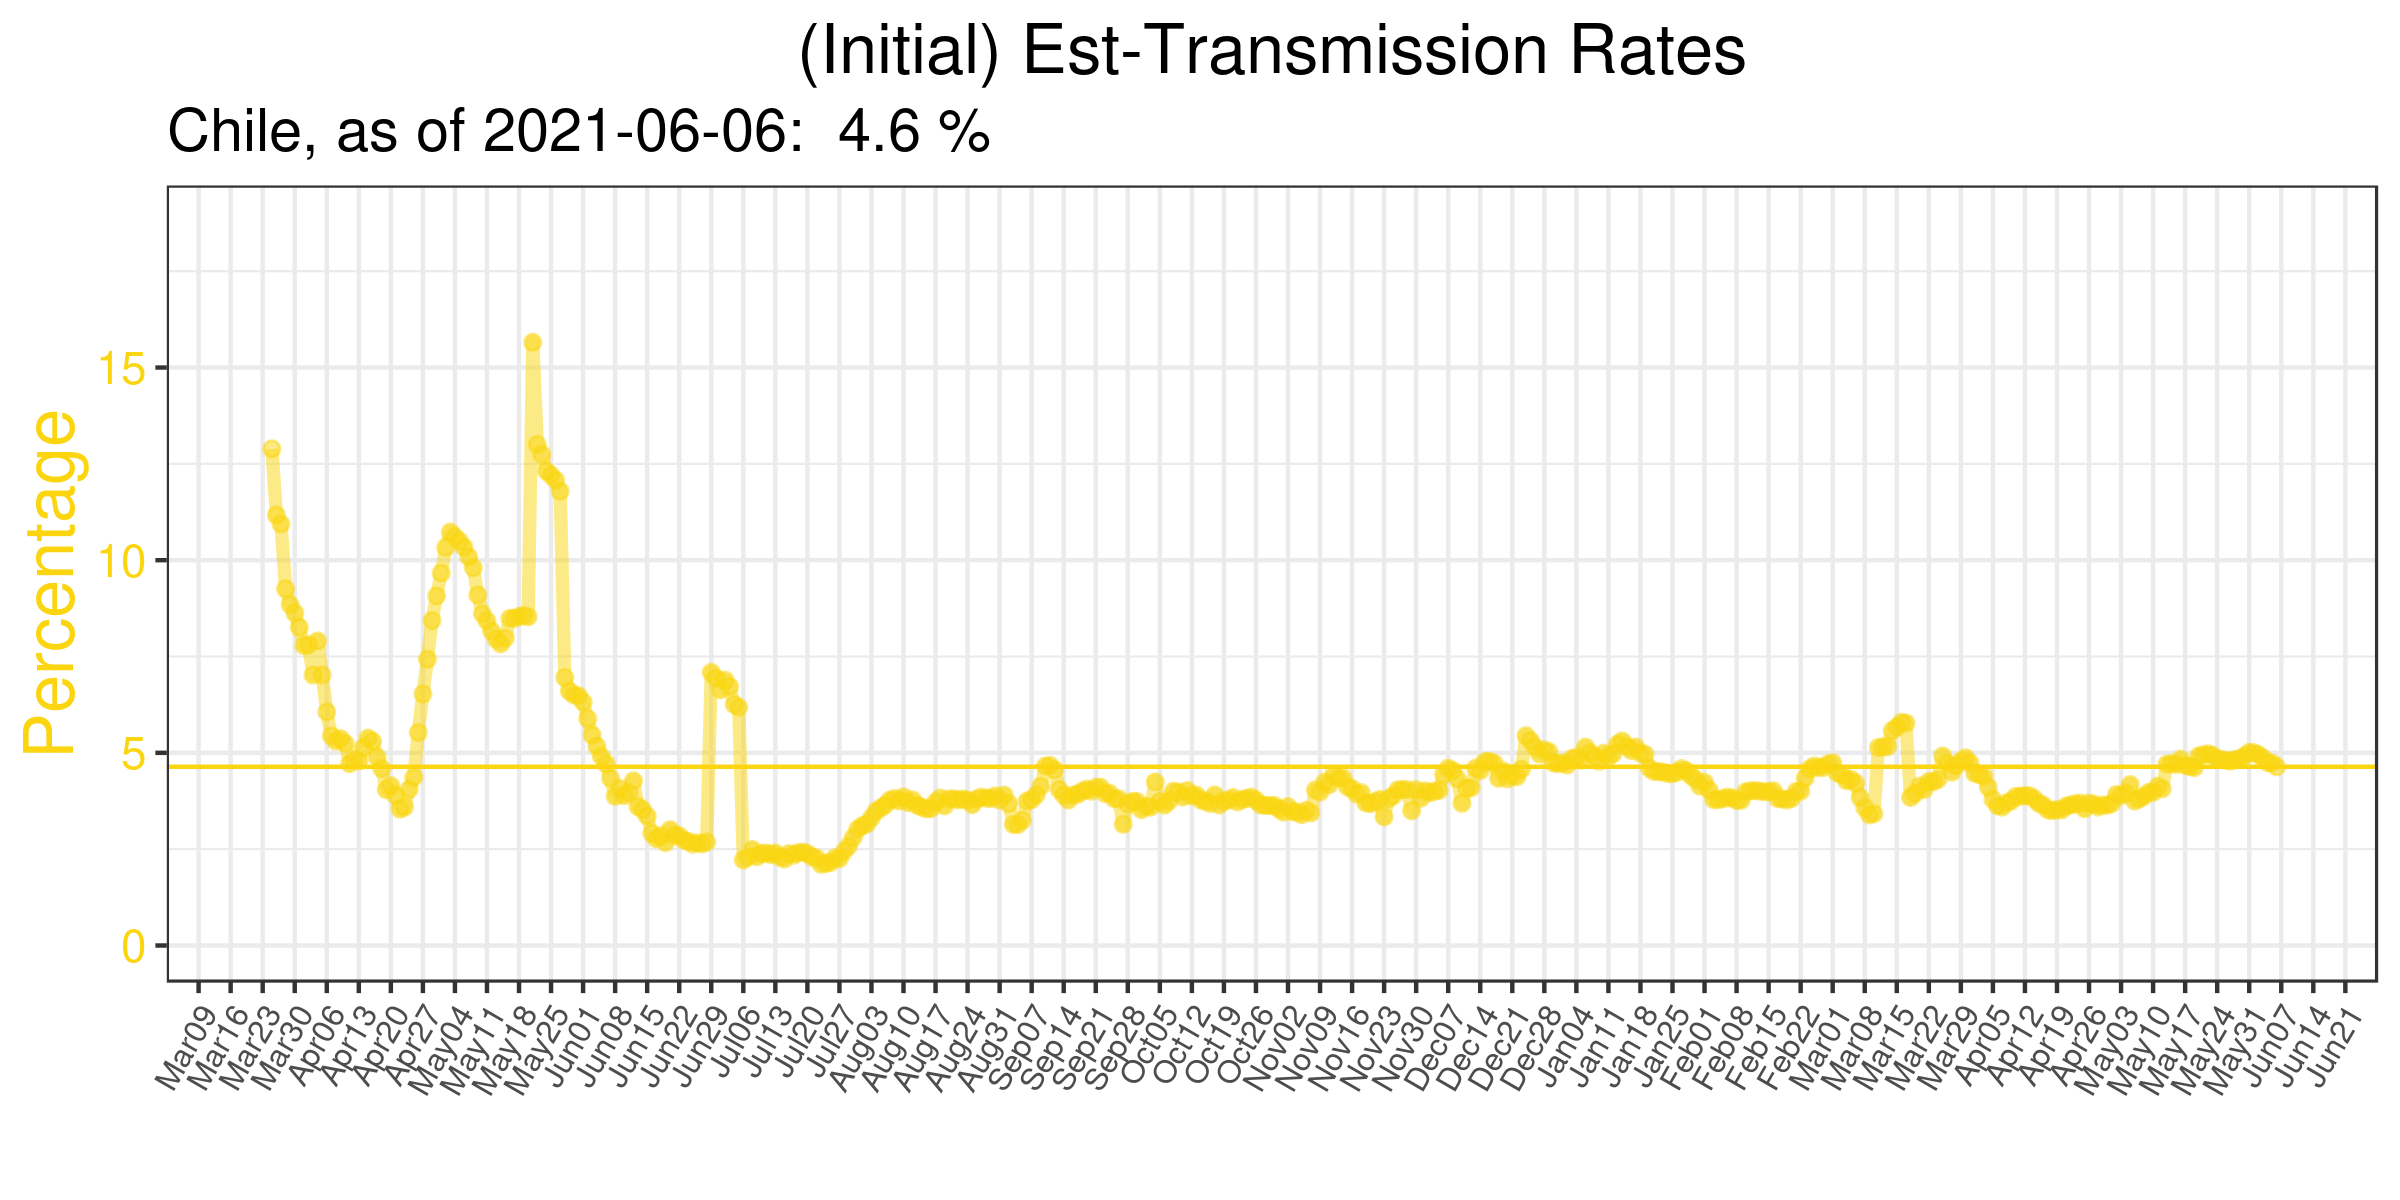 (Initial) Est-Transmission Rates
Chile, as of 2021-06-06:  4.6 %
Percentage
15
10
5
0
Mar09
Mar16
Mar23
Mar30
Apr06
Apr13
Apr20
Apr27
May04
May11
May18
May25
Jun01
Jun08
Jun15
Jun22
Jun29
Jul06
Jul13
Jul20
Jul27
Aug03
Aug10
Aug17
Aug24
Aug31
Sep07
Sep14
Sep21
Sep28
Oct05
Oct12
Oct19
Oct26
Nov02
Nov09
Nov16
Nov23
Nov30
Dec07
Dec14
Dec21
Dec28
Jan04
Jan11
Jan18
Jan25
Feb01
Feb08
Feb15
Feb22
Mar01
Mar08
Mar15
Mar22
Mar29
Apr05
Apr12
Apr19
Apr26
May03
May10
May17
May24
May31
Jun07
Jun14
Jun21